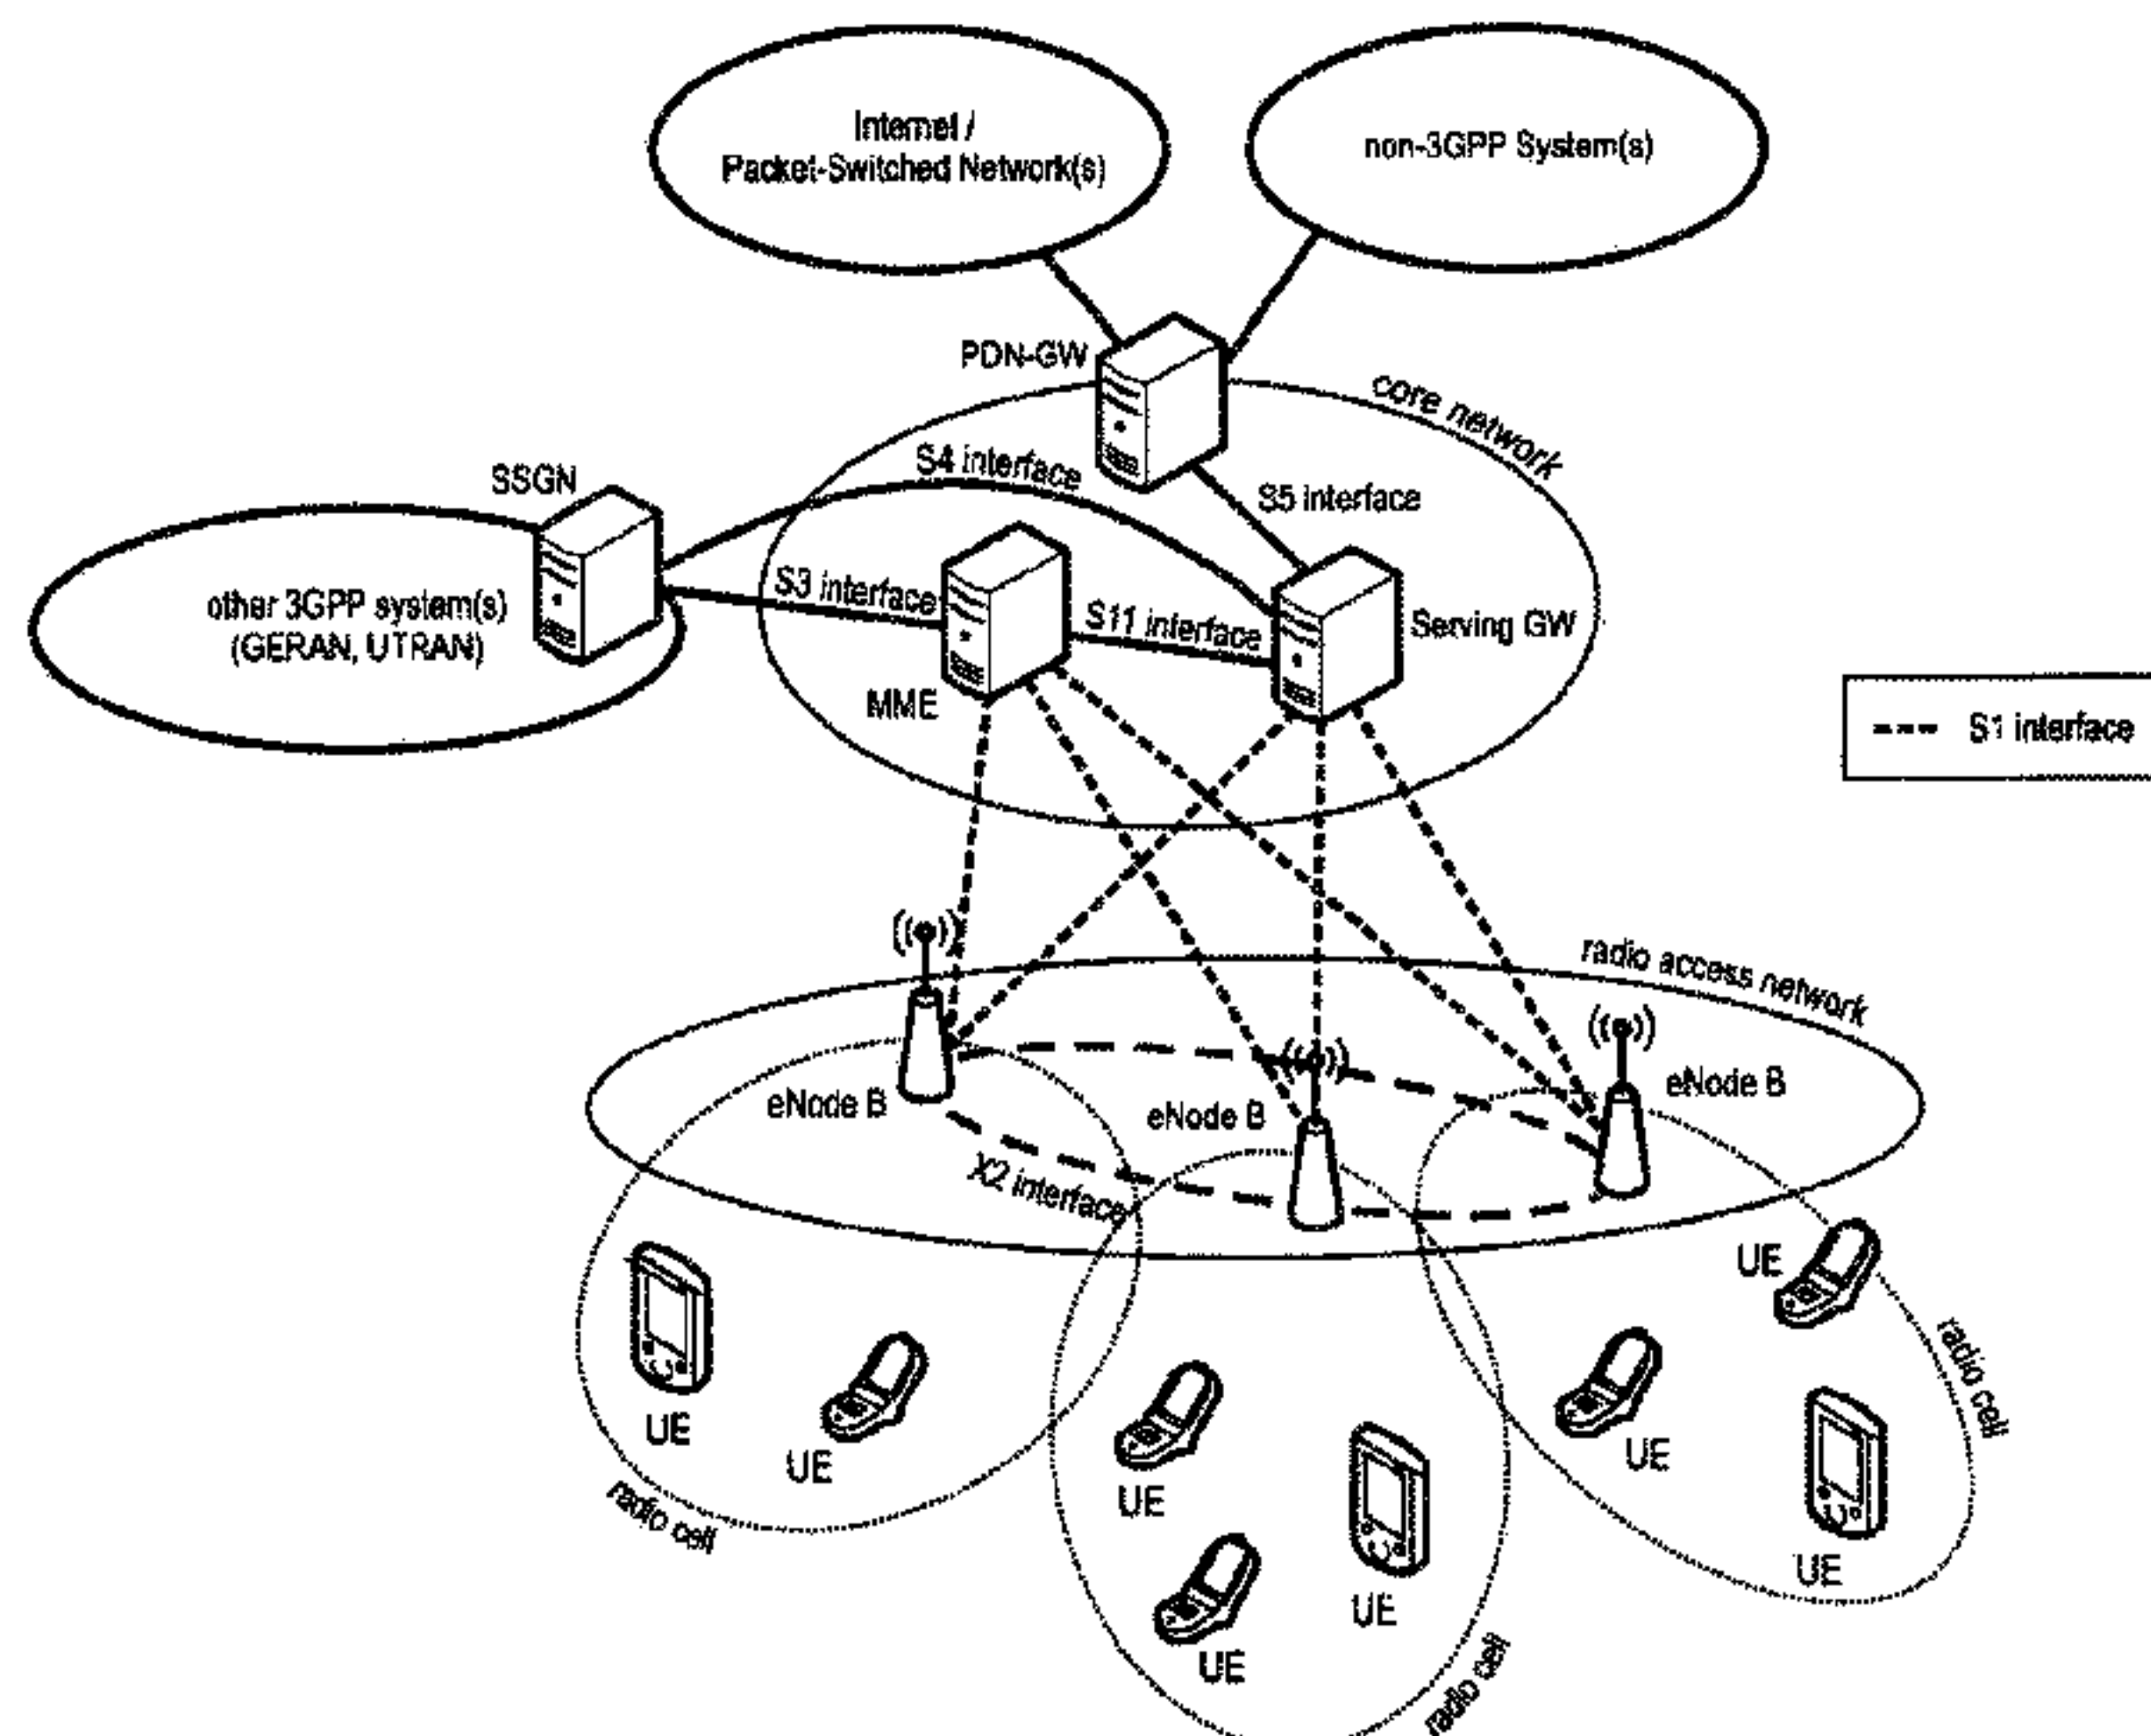 Internet /
Packet-Switched Network(s)
non-3GPP System(s)
PDN-GW
core network
SSGN
S4 interface
S5 interface
other 3GPP system(s)
(GERAN, UTRAN)
S3 interface
S11 interface
Serving GW
MME
S1 interface
radio access network
eNode B
eNode B
eNode B
X2 interface
UE
UE
radio cell
UE
UE
UE
radio cell
UE
UE
UE
radio cell